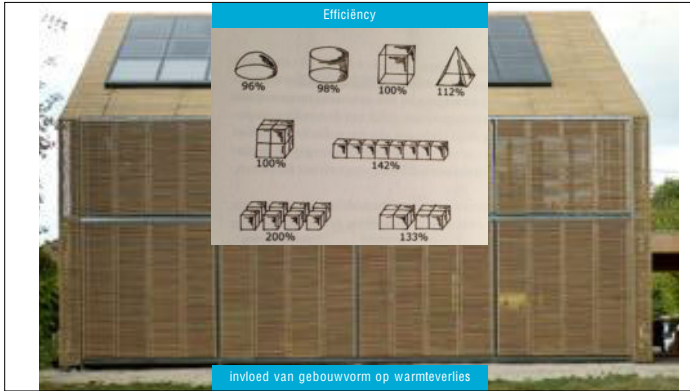 Efficiëncy
96% 98% 100% 112%
100% 142%
200% 133%
invloed van gebouwvorm op warmteverlies